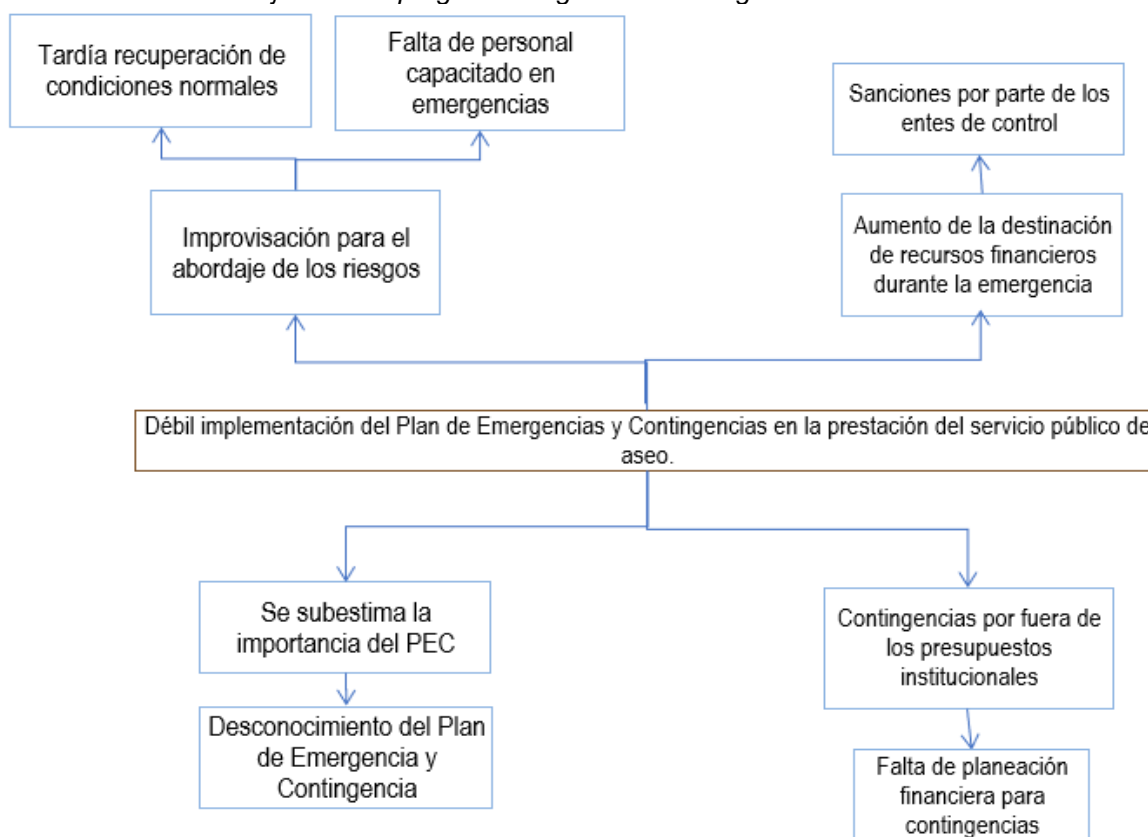 Tardía recuperación de
condiciones normales
Falta de personal
capacitado en
emergencias
Sanciones por parte de los
entes de control
Improvisación para el
abordaje de los riesgos
Aumento de la destinación
de recursos financieros
durante la emergencia
Débil implementación del Plan de Emergencias y Contingencias en la prestación del servicio público de
aseo.
Se subestima la
importancia del PEC
Contingencias por fuera de
los presupuestos
institucionales
Desconocimiento del Plan
de Emergencia y
Contingencia
Falta de planeación
financiera para
contingencias